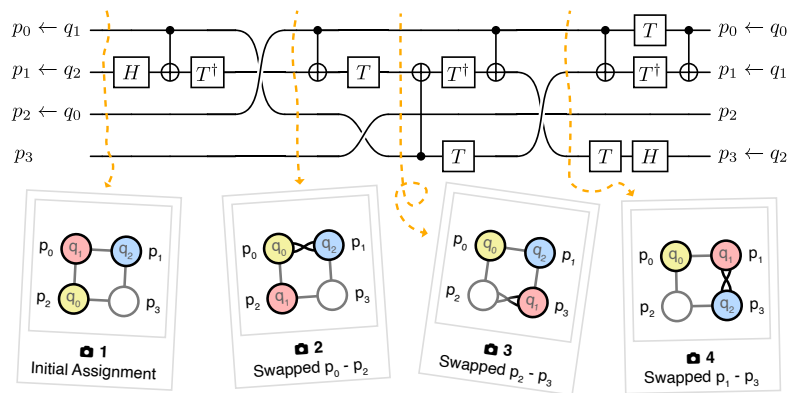 p₀ ← q₁ T p₀ ← q₀
p₁ ← q₂ H T† T T† T† p₁ ← q₁
p₂ ← q₀ p₂
p₃ T T H p₃ ← q₂
p₀ q₁ q₂ p₁
p₂ q₀ p₃
1
Initial Assignment
p₀ q₀ q₂ p₁
p₂ q₁ p₃
2
Swapped p₀ - p₂
p₀ q₀ q₂ p₁
p₂ q₁ p₃
3
Swapped p₂ - p₃
p₀ q₀ q₁ p₁
p₂ q₂ p₃
4
Swapped p₁ - p₃